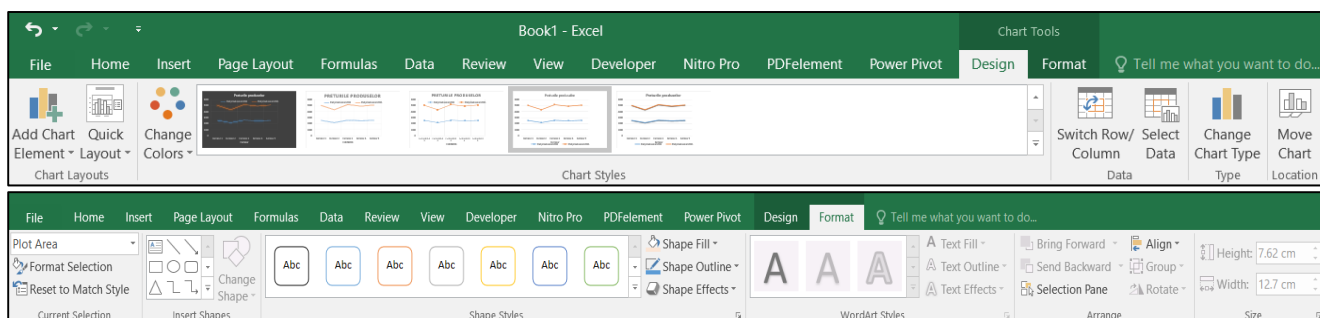 Book1 - Excel
Chart Tools
File Home Insert Page Layout Formulas Data Review View Developer Nitro Pro PDFelement Power Pivot Design Format Tell me what you want to do...
Add Chart Element Quick Layout Change Colors Switch Row/ Column Select Data Change Chart Type Move Chart
Chart Layouts Chart Styles Data Type Location
File Home Insert Page Layout Formulas Data Review View Developer Nitro Pro PDFelement Power Pivot Design Format Tell me what you want to do...
Plot Area Abc Abc Abc Abc Abc Abc Abc Shape Fill A A A Text Fill Bring Forward Align Height: 7.62 cm
Format Selection Change Shape Shape Outline Text Outline Send Backward Group
Reset to Match Style Shape Effects Text Effects Selection Pane Rotate Width: 12.7 cm
Current Selection Insert Shapes Shape Styles WordArt Styles Arrange Size